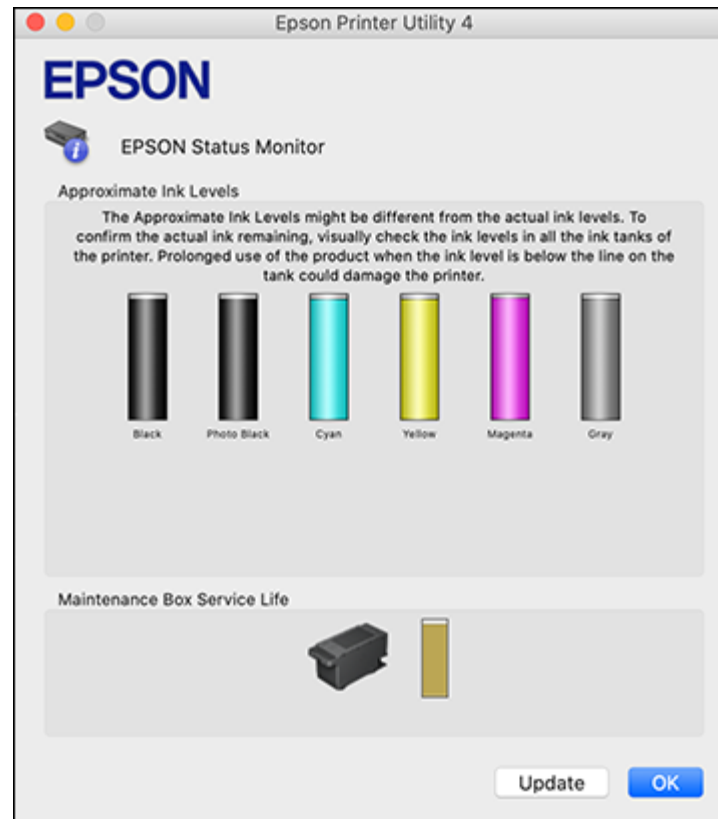 Epson Printer Utility 4
EPSON
EPSON Status Monitor
Approximate Ink Levels
The Approximate Ink Levels might be different from the actual ink levels. To
confirm the actual ink remaining, visually check the ink levels in all the ink tanks of
the printer. Prolonged use of the product when the ink level is below the line on the
tank could damage the printer.
Black Photo Black Cyan Yellow Magenta Gray
Maintenance Box Service Life
Update OK